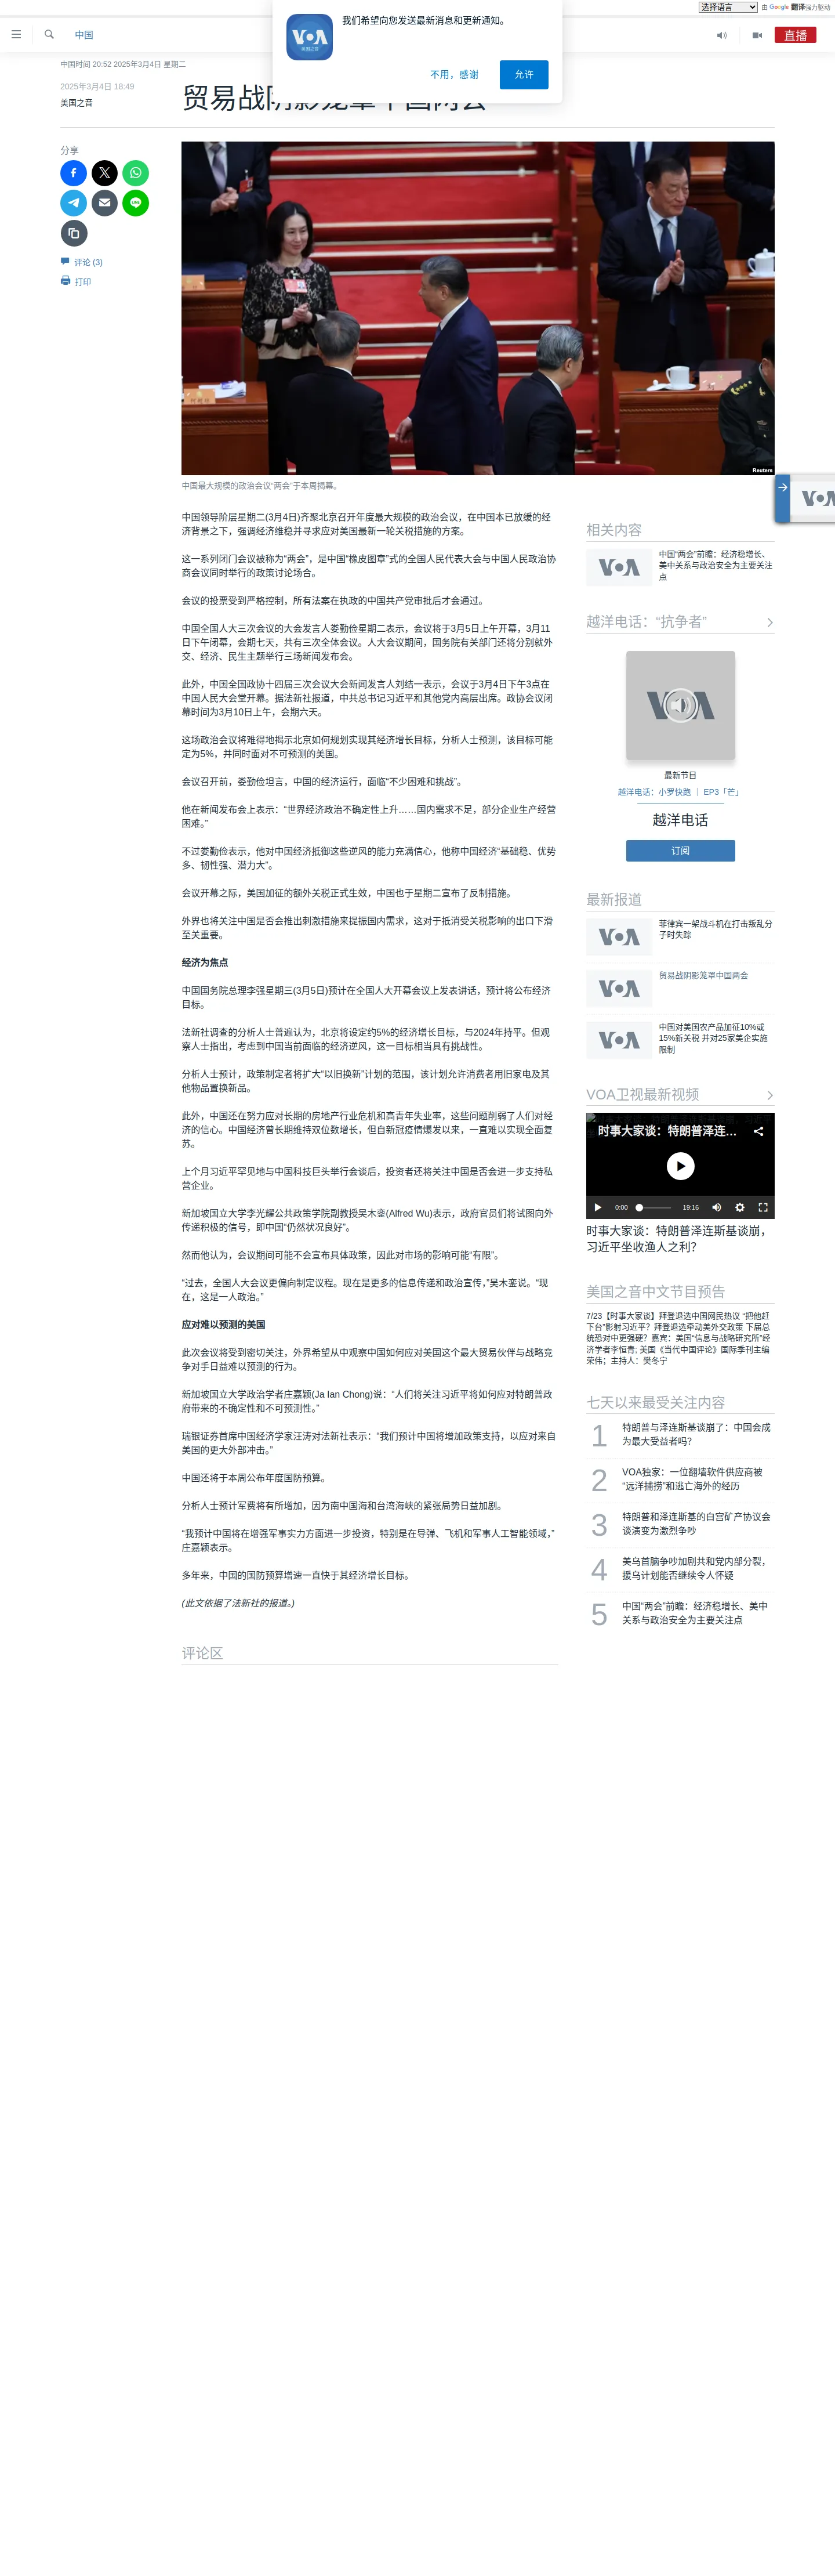 选择语言 由 Google 翻译强力驱动
我们希望向您发送最新消息和更新通知。
不用，感谢 允许
中国
直播
中国时间 20:52 2025年3月4日 星期二
2025年3月4日 18:49
美国之音
分享
评论 (3)
打印
Reuters
中国最大规模的政治会议“两会”于本周揭幕。
中国领导阶层星期二(3月4日)齐聚北京召开年度最大规模的政治会议，在中国本已放缓的经
济背景之下，强调经济维稳并寻求应对美国最新一轮关税措施的方案。
这一系列闭门会议被称为“两会”，是中国“橡皮图章”式的全国人民代表大会与中国人民政治协
商会议同时举行的政策讨论场合。
会议的投票受到严格控制，所有法案在执政的中国共产党审批后才会通过。
中国全国人大三次会议的大会发言人娄勤俭星期二表示，会议将于3月5日上午开幕，3月11
日下午闭幕，会期七天，共有三次全体会议。人大会议期间，国务院有关部门还将分别就外
交、经济、民生主题举行三场新闻发布会。
此外，中国全国政协十四届三次会议大会新闻发言人刘结一表示，会议于3月4日下午3点在
中国人民大会堂开幕。据法新社报道，中共总书记习近平和其他党内高层出席。政协会议闭
幕时间为3月10日上午，会期六天。
这场政治会议将难得地揭示北京如何规划实现其经济增长目标，分析人士预测，该目标可能
定为5%，并同时面对不可预测的美国。
会议召开前，娄勤俭坦言，中国的经济运行，面临“不少困难和挑战”。
他在新闻发布会上表示：“世界经济政治不确定性上升……国内需求不足，部分企业生产经营
困难。”
不过娄勤俭表示，他对中国经济抵御这些逆风的能力充满信心，他称中国经济“基础稳、优势
多、韧性强、潜力大”。
会议开幕之际，美国加征的额外关税正式生效，中国也于星期二宣布了反制措施。
外界也将关注中国是否会推出刺激措施来提振国内需求，这对于抵消受关税影响的出口下滑
至关重要。
经济为焦点
中国国务院总理李强星期三(3月5日)预计在全国人大开幕会议上发表讲话，预计将公布经济
目标。
法新社调查的分析人士普遍认为，北京将设定约5%的经济增长目标，与2024年持平。但观
察人士指出，考虑到中国当前面临的经济逆风，这一目标相当具有挑战性。
分析人士预计，政策制定者将扩大“以旧换新”计划的范围，该计划允许消费者用旧家电及其
他物品置换新品。
此外，中国还在努力应对长期的房地产行业危机和高青年失业率，这些问题削弱了人们对经
济的信心。中国经济曾长期维持双位数增长，但自新冠疫情爆发以来，一直难以实现全面复
苏。
上个月习近平罕见地与中国科技巨头举行会谈后，投资者还将关注中国是否会进一步支持私
营企业。
新加坡国立大学李光耀公共政策学院副教授吴木銮(Alfred Wu)表示，政府官员们将试图向外
传递积极的信号，即中国“仍然状况良好”。
然而他认为，会议期间可能不会宣布具体政策，因此对市场的影响可能“有限”。
“过去，全国人大会议更偏向制定议程。现在是更多的信息传递和政治宣传，”吴木銮说。“现
在，这是一人政治。”
应对难以预测的美国
此次会议将受到密切关注，外界希望从中观察中国如何应对美国这个最大贸易伙伴与战略竞
争对手日益难以预测的行为。
新加坡国立大学政治学者庄嘉颖(Ja Ian Chong)说：“人们将关注习近平将如何应对特朗普政
府带来的不确定性和不可预测性。”
瑞银证券首席中国经济学家汪涛对法新社表示：“我们预计中国将增加政策支持，以应对来自
美国的更大外部冲击。”
中国还将于本周公布年度国防预算。
分析人士预计军费将有所增加，因为南中国海和台湾海峡的紧张局势日益加剧。
“我预计中国将在增强军事实力方面进一步投资，特别是在导弹、飞机和军事人工智能领域，”
庄嘉颖表示。
多年来，中国的国防预算增速一直快于其经济增长目标。
(此文依据了法新社的报道。)
评论区
相关内容
中国“两会”前瞻：经济稳增长、
美中关系与政治安全为主要关注
点
越洋电话：“抗争者”
最新节目
越洋电话：小罗快跑 | EP3「芒」
越洋电话
订阅
最新报道
菲律宾一架战斗机在打击叛乱分
子时失踪
贸易战阴影笼罩中国两会
中国对美国农产品加征10%或
15%新关税 并对25家美企实施
限制
VOA卫视最新视频
时事大家谈：特朗普泽连…
0:00 19:16
时事大家谈：特朗普泽连斯基谈崩，
习近平坐收渔人之利？
美国之音中文节目预告
7/23【时事大家谈】拜登退选中国网民热议 “把他赶
下台”影射习近平？拜登退选牵动美外交政策 下届总
统恐对中更强硬？嘉宾：美国“信息与战略研究所”经
济学者李恒青; 美国《当代中国评论》国际季刊主编
荣伟；主持人：樊冬宁
七天以来最受关注内容
1 特朗普与泽连斯基谈崩了：中国会成
为最大受益者吗？
2 VOA独家：一位翻墙软件供应商被
“远洋捕捞”和逃亡海外的经历
3 特朗普和泽连斯基的白宫矿产协议会
谈演变为激烈争吵
4 美乌首脑争吵加剧共和党内部分裂，
援乌计划能否继续令人怀疑
5 中国“两会”前瞻：经济稳增长、美中
关系与政治安全为主要关注点